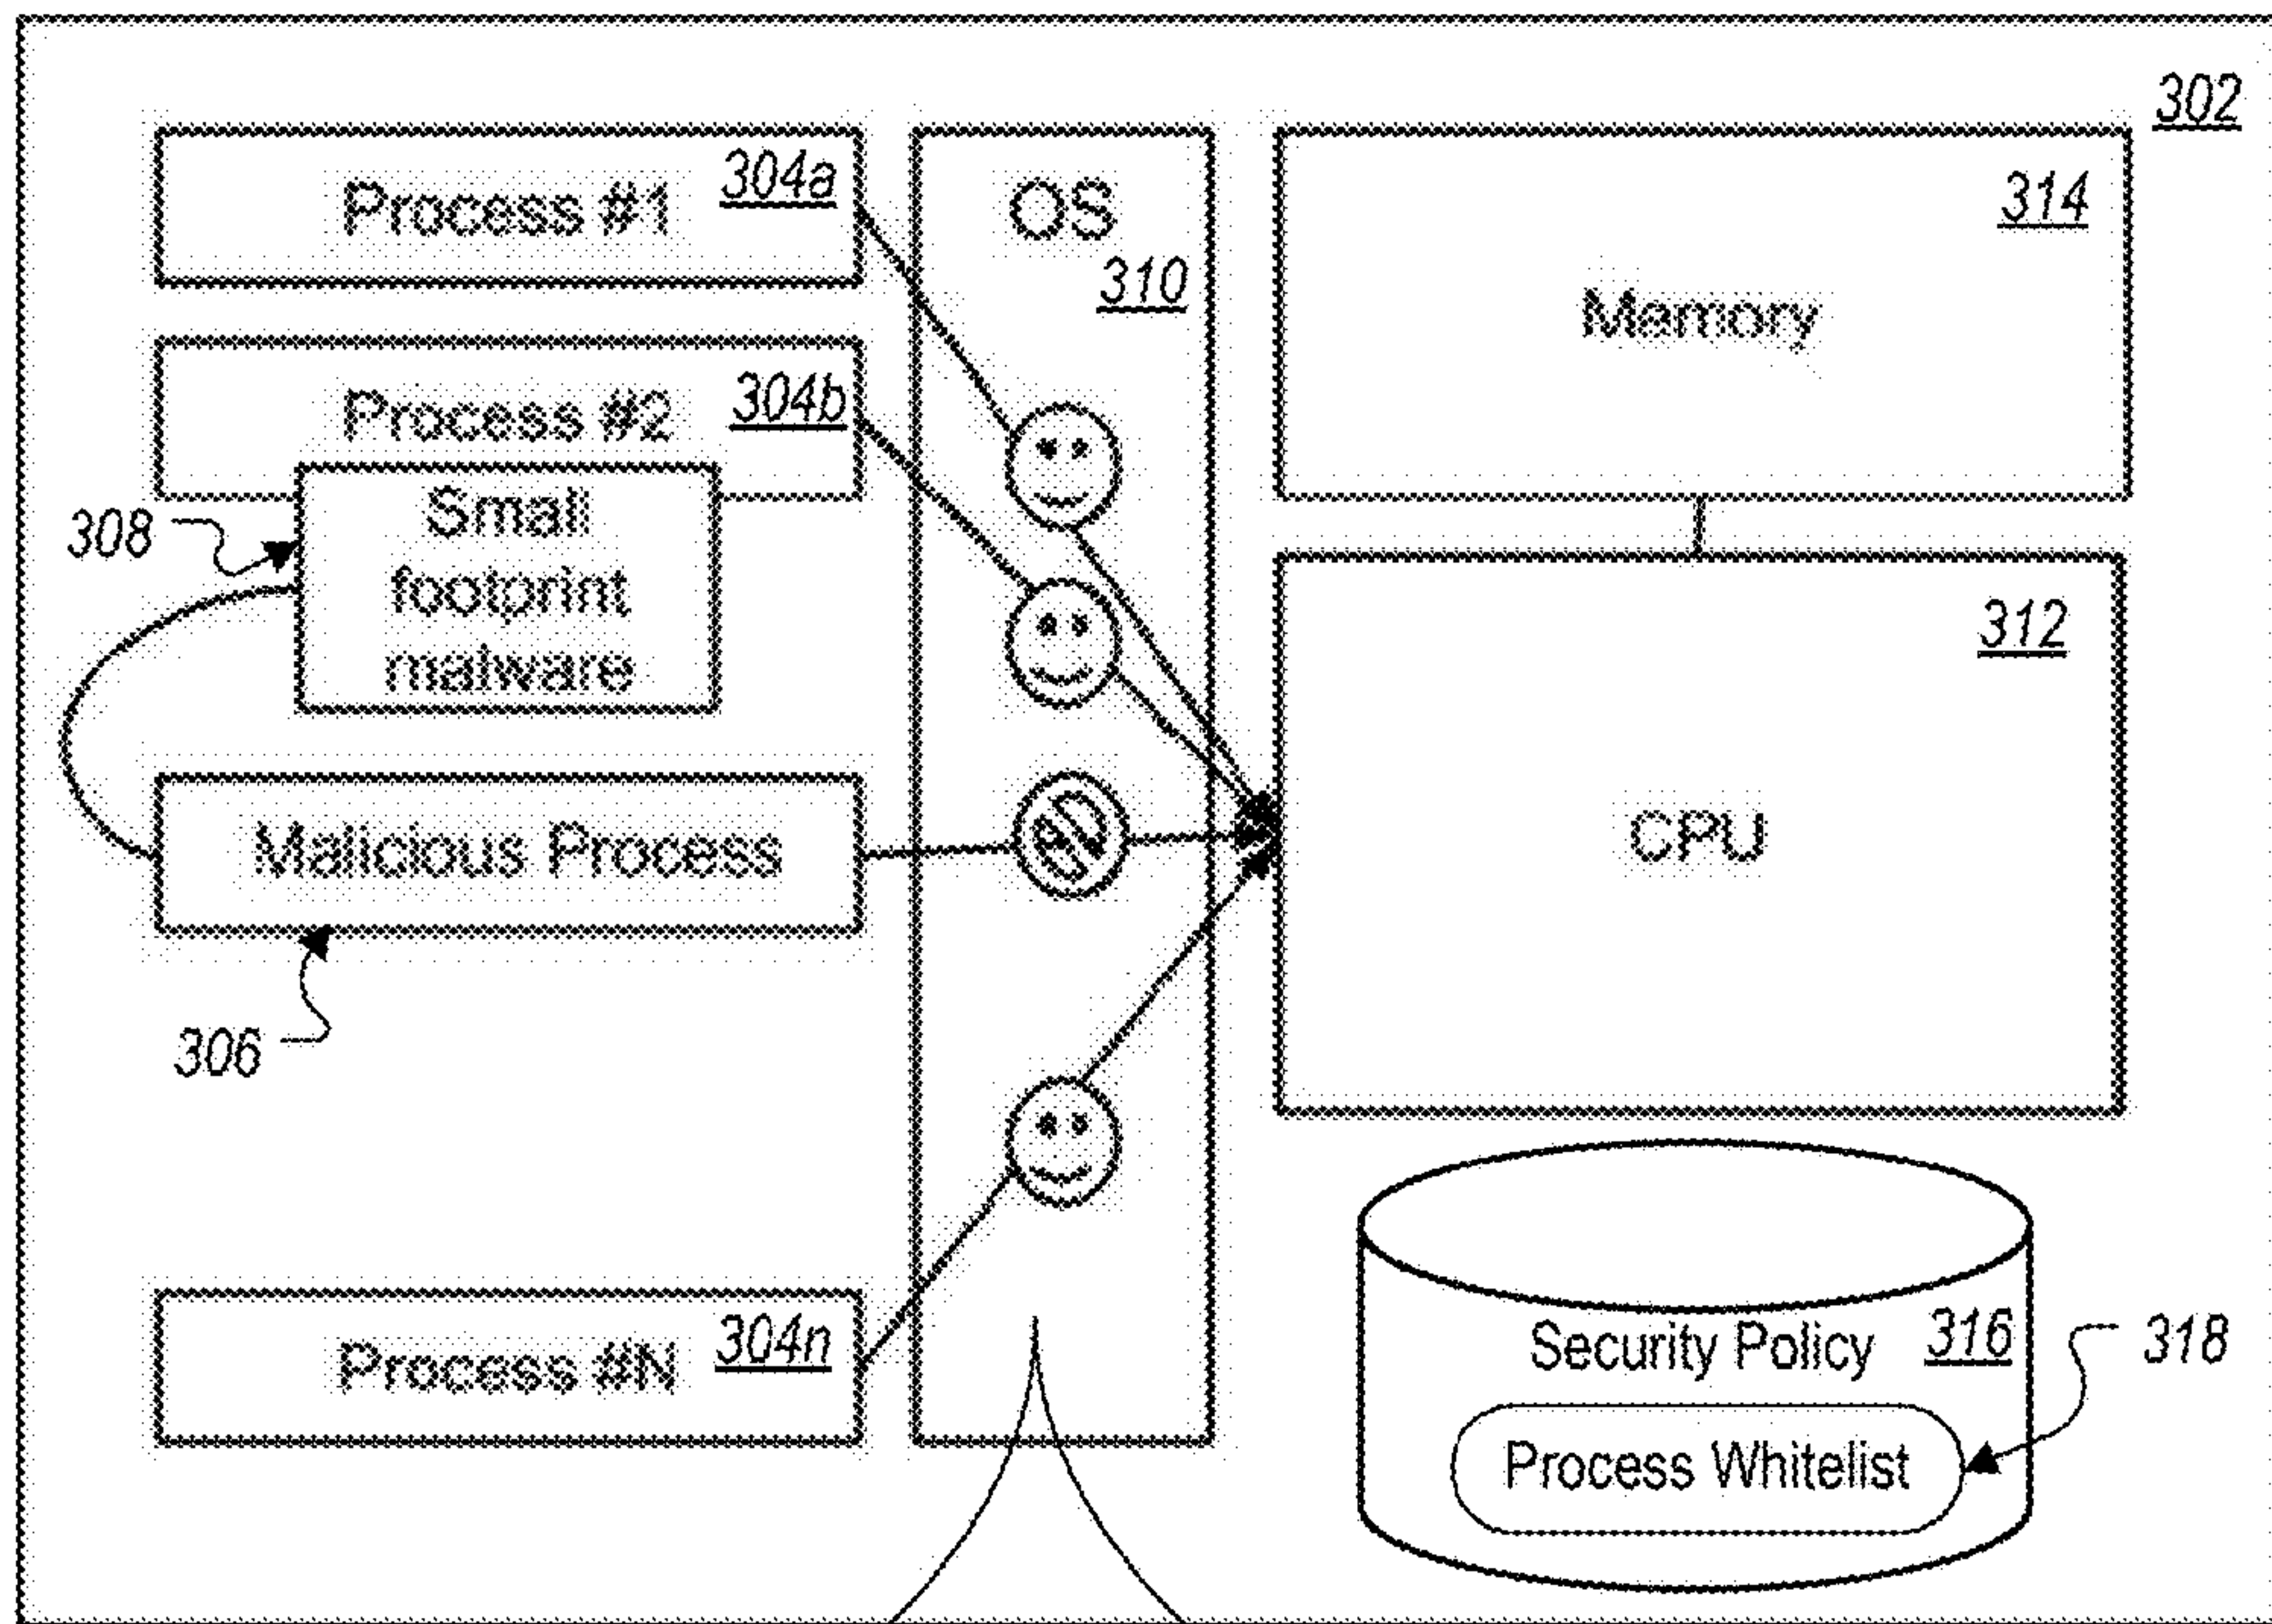 302
Process #1
304a
OS
310
Memory
314
Process #2
304b
308
Small
footprint
malware
CPU
312
Malicious Process
306
Process #N
304n
Security Policy
316
318
Process Whitelist